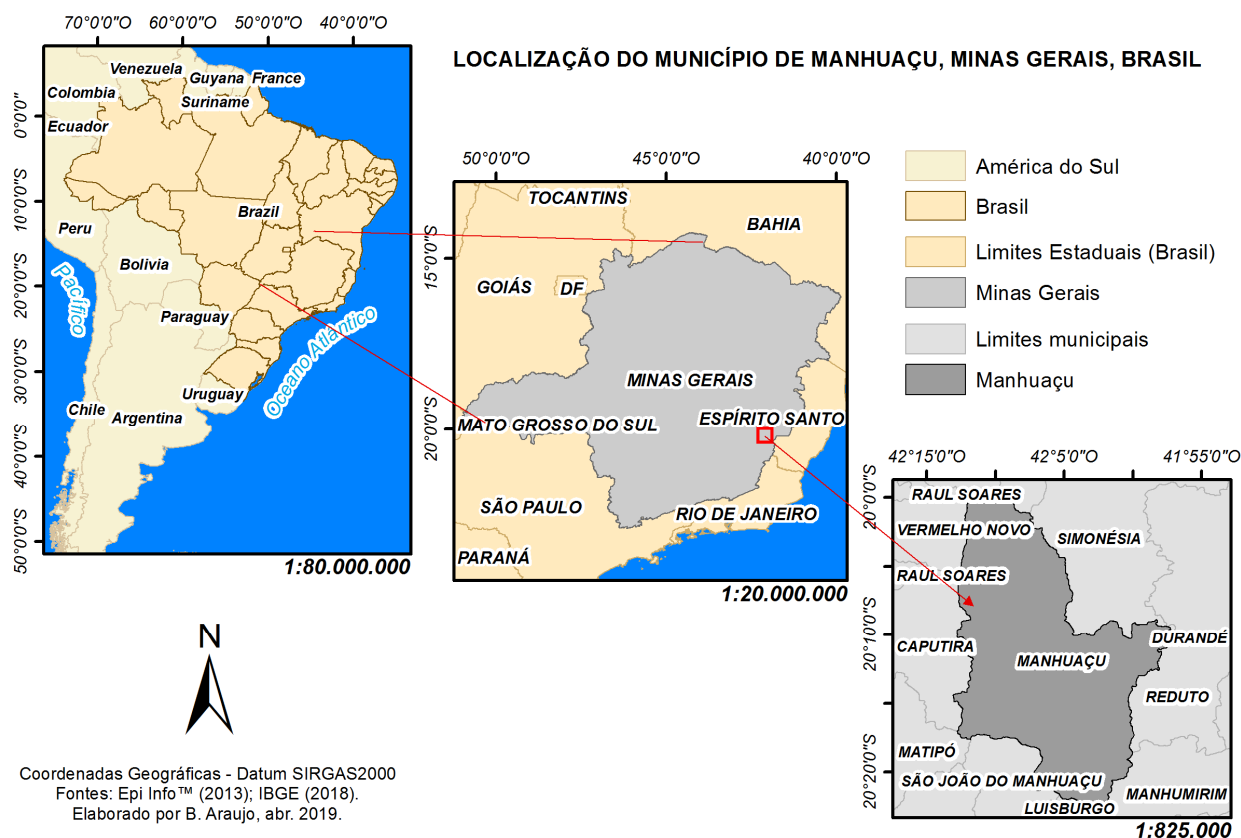 LOCALIZAÇÃO DO MUNICÍPIO DE MANHUAÇU, MINAS GERAIS, BRASIL
70°0'0"O 60°0'0"O 50°0'0"O 40°0'0"O
0°0'0"
10°0'0"S
20°0'0"S
30°0'0"S
40°0'0"S
50°0'0"S
Venezuela
Guyana
France
Colombia
Suriname
Ecuador
Brazil
Peru
Bolivia
Pacífico
Paraguay
Oceano Atlântico
Uruguay
Chile
Argentina
1:80.000.000
50°0'0"O 45°0'0"O 40°0'0"O
15°0'0"S
20°0'0"S
TOCANTINS
BAHIA
GOIÁS
DF
MINAS GERAIS
ESPÍRITO SANTO
MATO GROSSO DO SUL
SÃO PAULO
RIO DE JANEIRO
PARANÁ
1:20.000.000
América do Sul
Brasil
Limites Estaduais (Brasil)
Minas Gerais
Limites municipais
Manhuaçu
42°15'0"O 42°5'0"O 41°55'0"O
20°0'0"S
20°10'0"S
20°20'0"S
RAUL SOARES
VERMELHO NOVO
SIMONÉSIA
RAUL SOARES
DURANDÉ
CAPUTIRA
MANHUAÇU
REDUTO
MATIPÓ
SÃO JOÃO DO MANHUAÇU
MANHUMIRIM
LUISBURGO
1:825.000
N
Coordenadas Geográficas - Datum SIRGAS2000
Fontes: Epi Info™ (2013); IBGE (2018).
Elaborado por B. Araujo, abr. 2019.